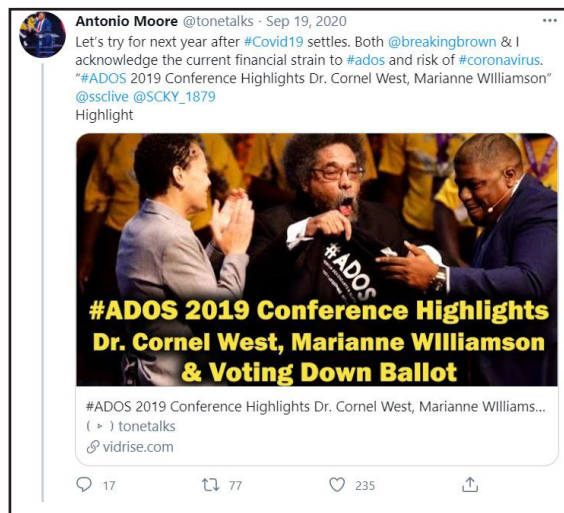 Antonio Moore @tonetalks · Sep 19, 2020
Let's try for next year after #Covid19 settles. Both @breakingbrown & I
acknowledge the current financial strain to #ados and risk of #coronavirus.
"#ADOS 2019 Conference Highlights Dr. Cornel West, Marianne WIlliamson"
@ssclive @SCKY_1879
Highlight
#ADOS
#ADOS 2019 Conference Highlights
Dr. Cornel West, Marianne WIlliamson
& Voting Down Ballot
#ADOS 2019 Conference Highlights Dr. Cornel West, Marianne WIlliams...
( ▸ ) tonetalks
vidrise.com
17 77 235